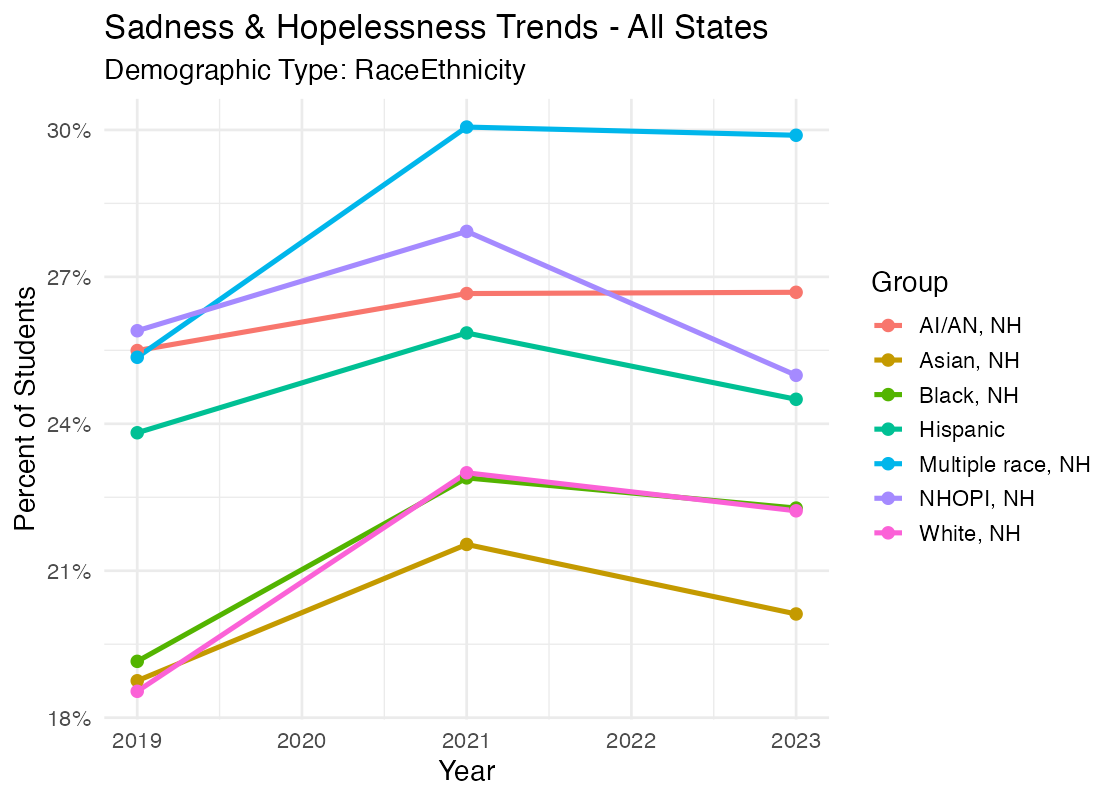 Sadness & Hopelessness Trends - All States
Demographic Type: RaceEthnicity
30%
27%
24%
21%
18%
Percent of Students
2019 2020 2021 2022 2023
Year
Group
AI/AN, NH
Asian, NH
Black, NH
Hispanic
Multiple race, NH
NHOPI, NH
White, NH